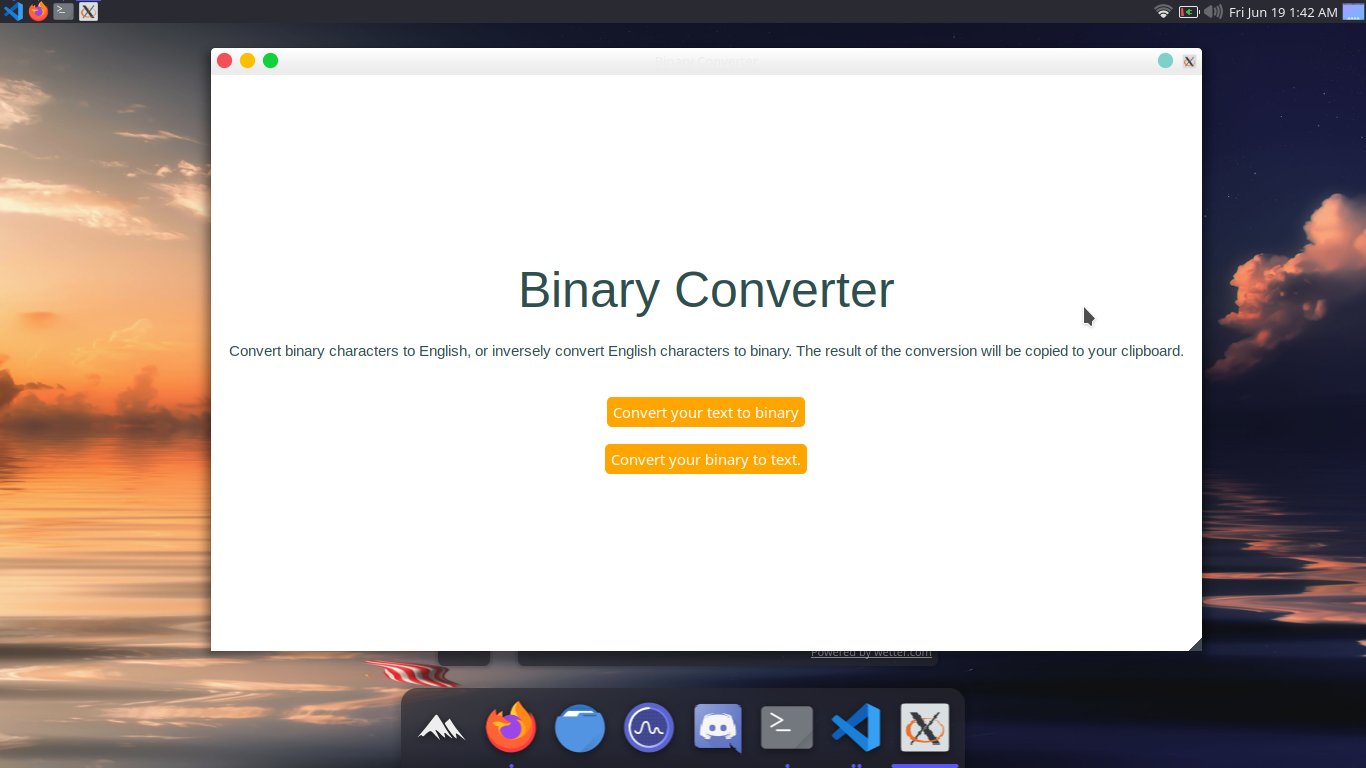 Fri Jun 19 1:42 AM
Binary Converter
Binary Converter
Convert binary characters to English, or inversely convert English characters to binary. The result of the conversion will be copied to your clipboard.
Convert your text to binary
Convert your binary to text.
Powered by wetter.com